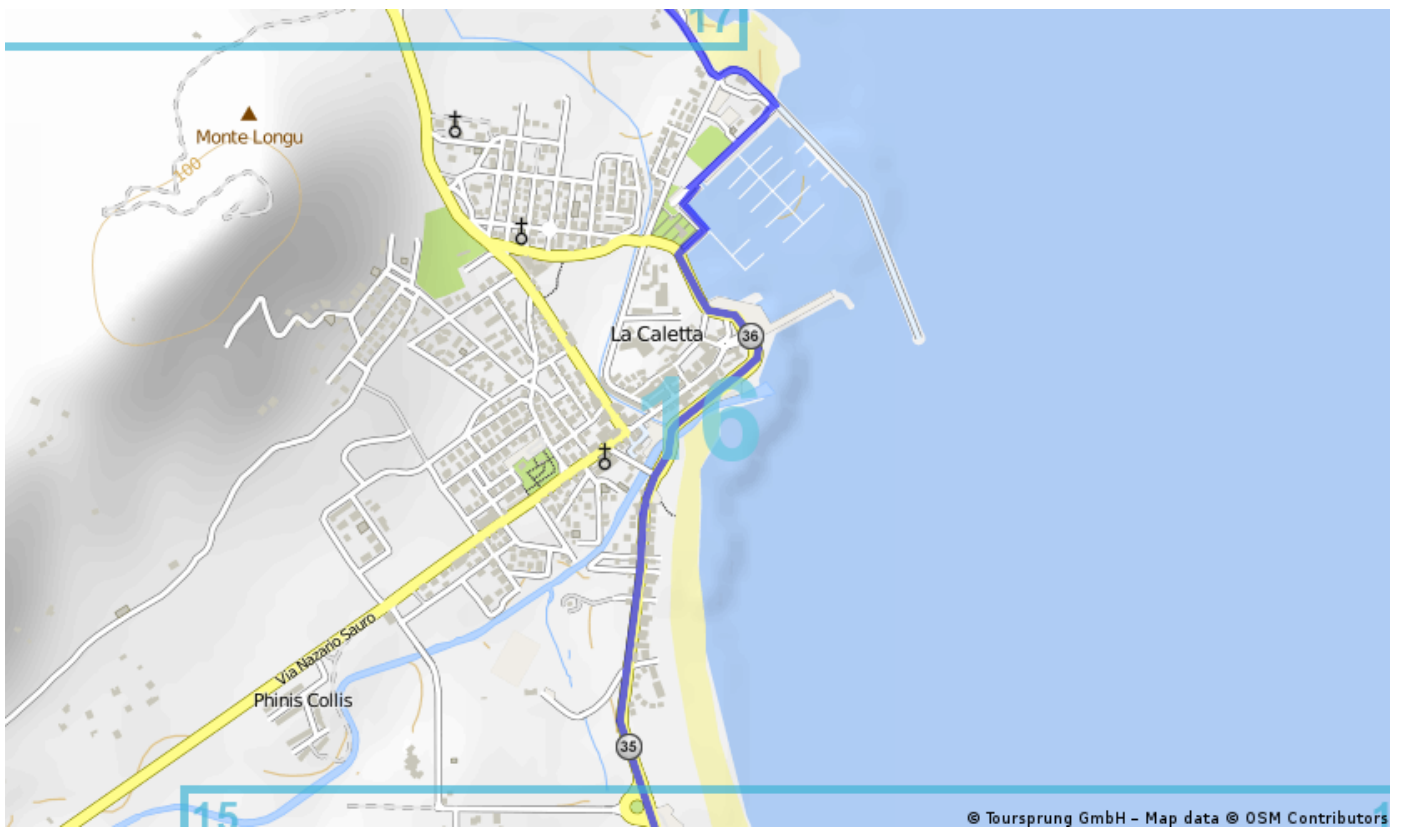 17
Monte Longu
100
La Caletta
36
16
Via Nazario Sauro
Phinis Collis
35
15
1
© Toursprung GmbH – Map data © OSM Contributors